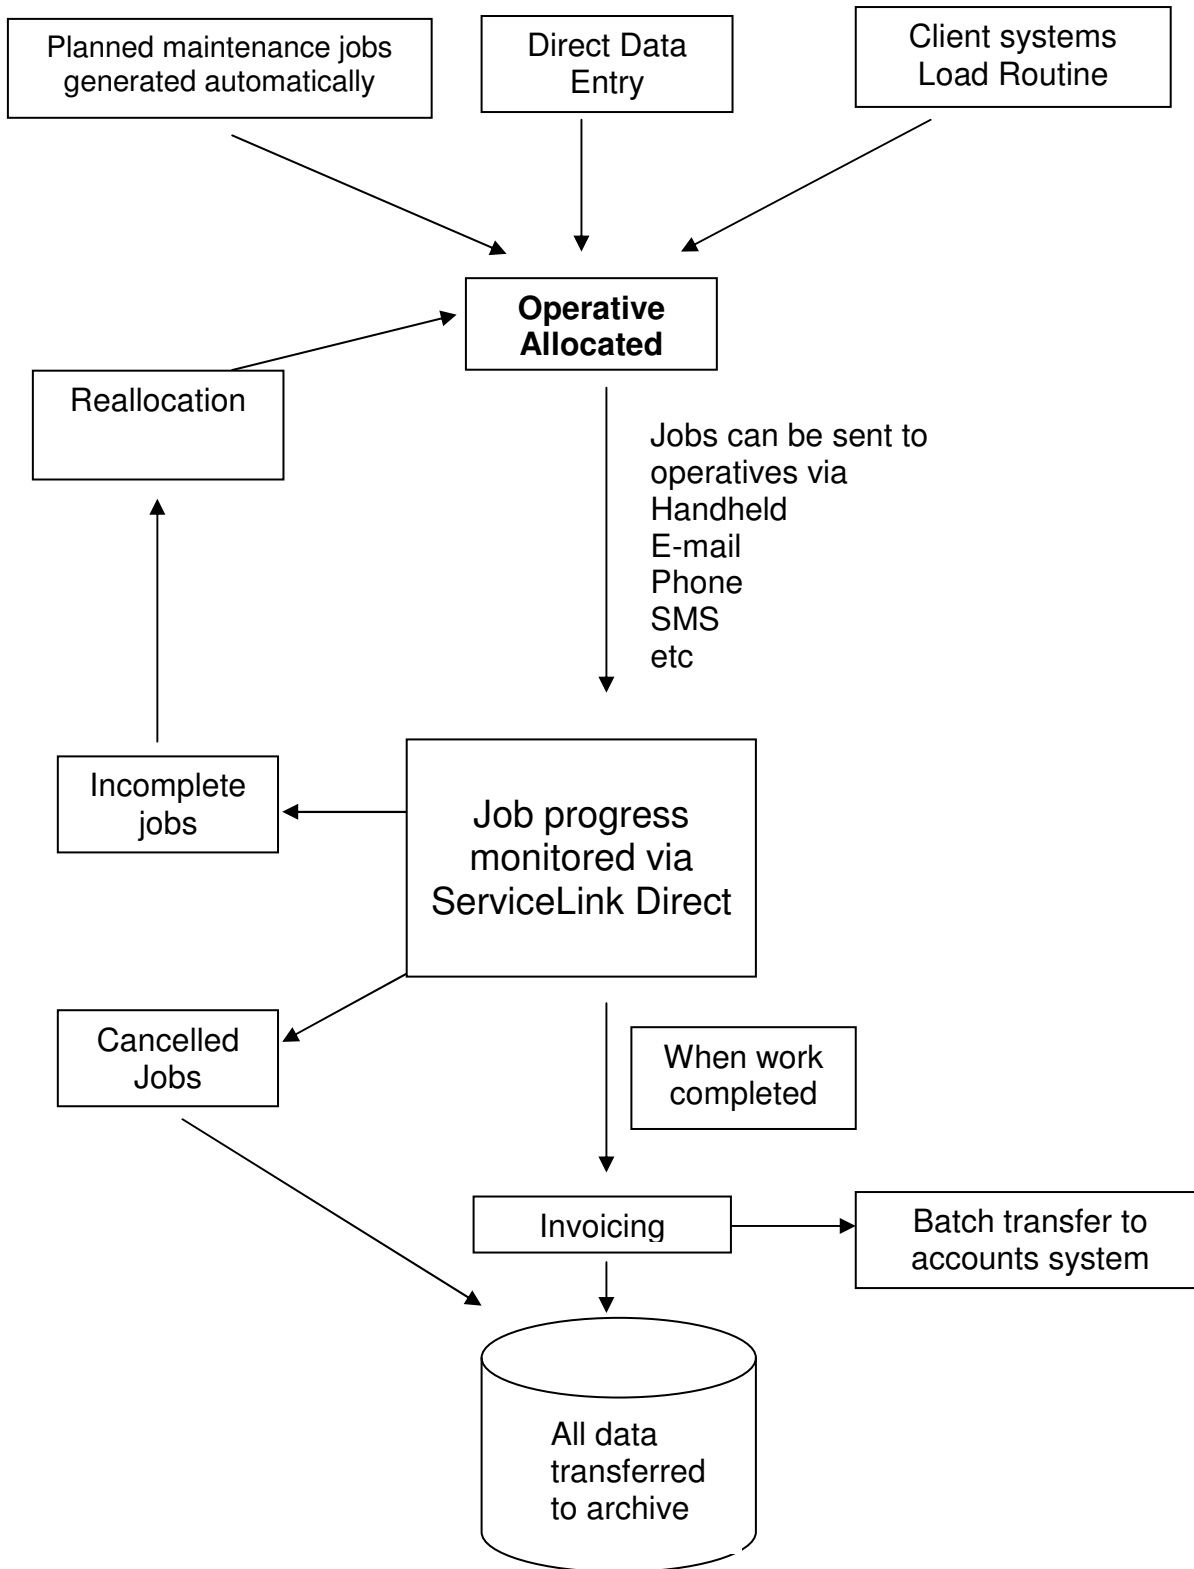 Planned maintenance jobs
generated automatically
Direct Data
Entry
Client systems
Load Routine
Operative
Allocated
Reallocation
Jobs can be sent to
operatives via
Handheld
E-mail
Phone
SMS
etc
Incomplete
jobs
Job progress
monitored via
ServiceLink Direct
Cancelled
Jobs
When work
completed
Invoicing
Batch transfer to
accounts system
All data
transferred
to archive